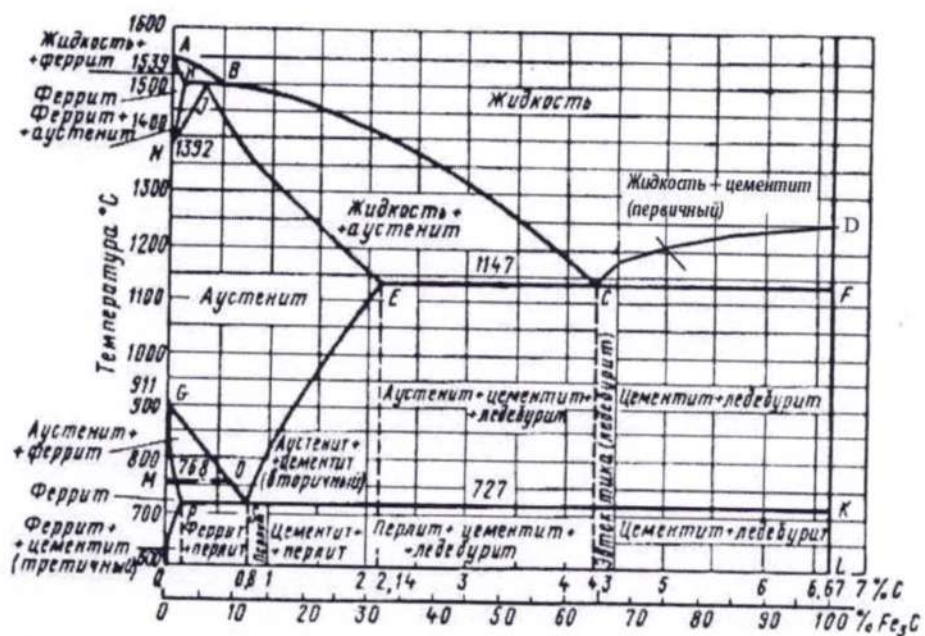 1600
Жидкость+
+феррит
1539
A
H
B
1500
Феррит
J
Жидкость
Феррит+
+аустенит
1400
N
1392
1300
Жидкость + цементит
(первичный)
Жидкость+
+аустенит
D
Температура °C
1200
1147
Аустенит
1100
E
C
F
1000
911
900
G
Аустенит+цементит+
+ледебурит
Цементит+ледебурит
Эвтектика (ледебурит)
Аустенит+
+феррит
Аустенит+
+цементит
(вторичный)
800
768
M
O
727
Феррит
700
P
K
Феррит+
+цементит
(третичный)
Феррит
+перлит
Перлит
Цементит+
+перлит
Перлит+цементит+
+ледебурит
Цементит+ледебурит
L
0 0,8 1 2 2,14 3 4 4,3 5 6 6,67 7 % C
0 10 20 30 40 50 60 70 80 90 100 % Fe₃C